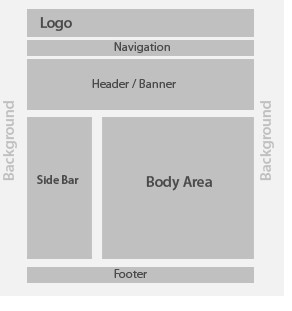 Logo
Navigation
Header / Banner
Background
Background
Side Bar
Body Area
Footer